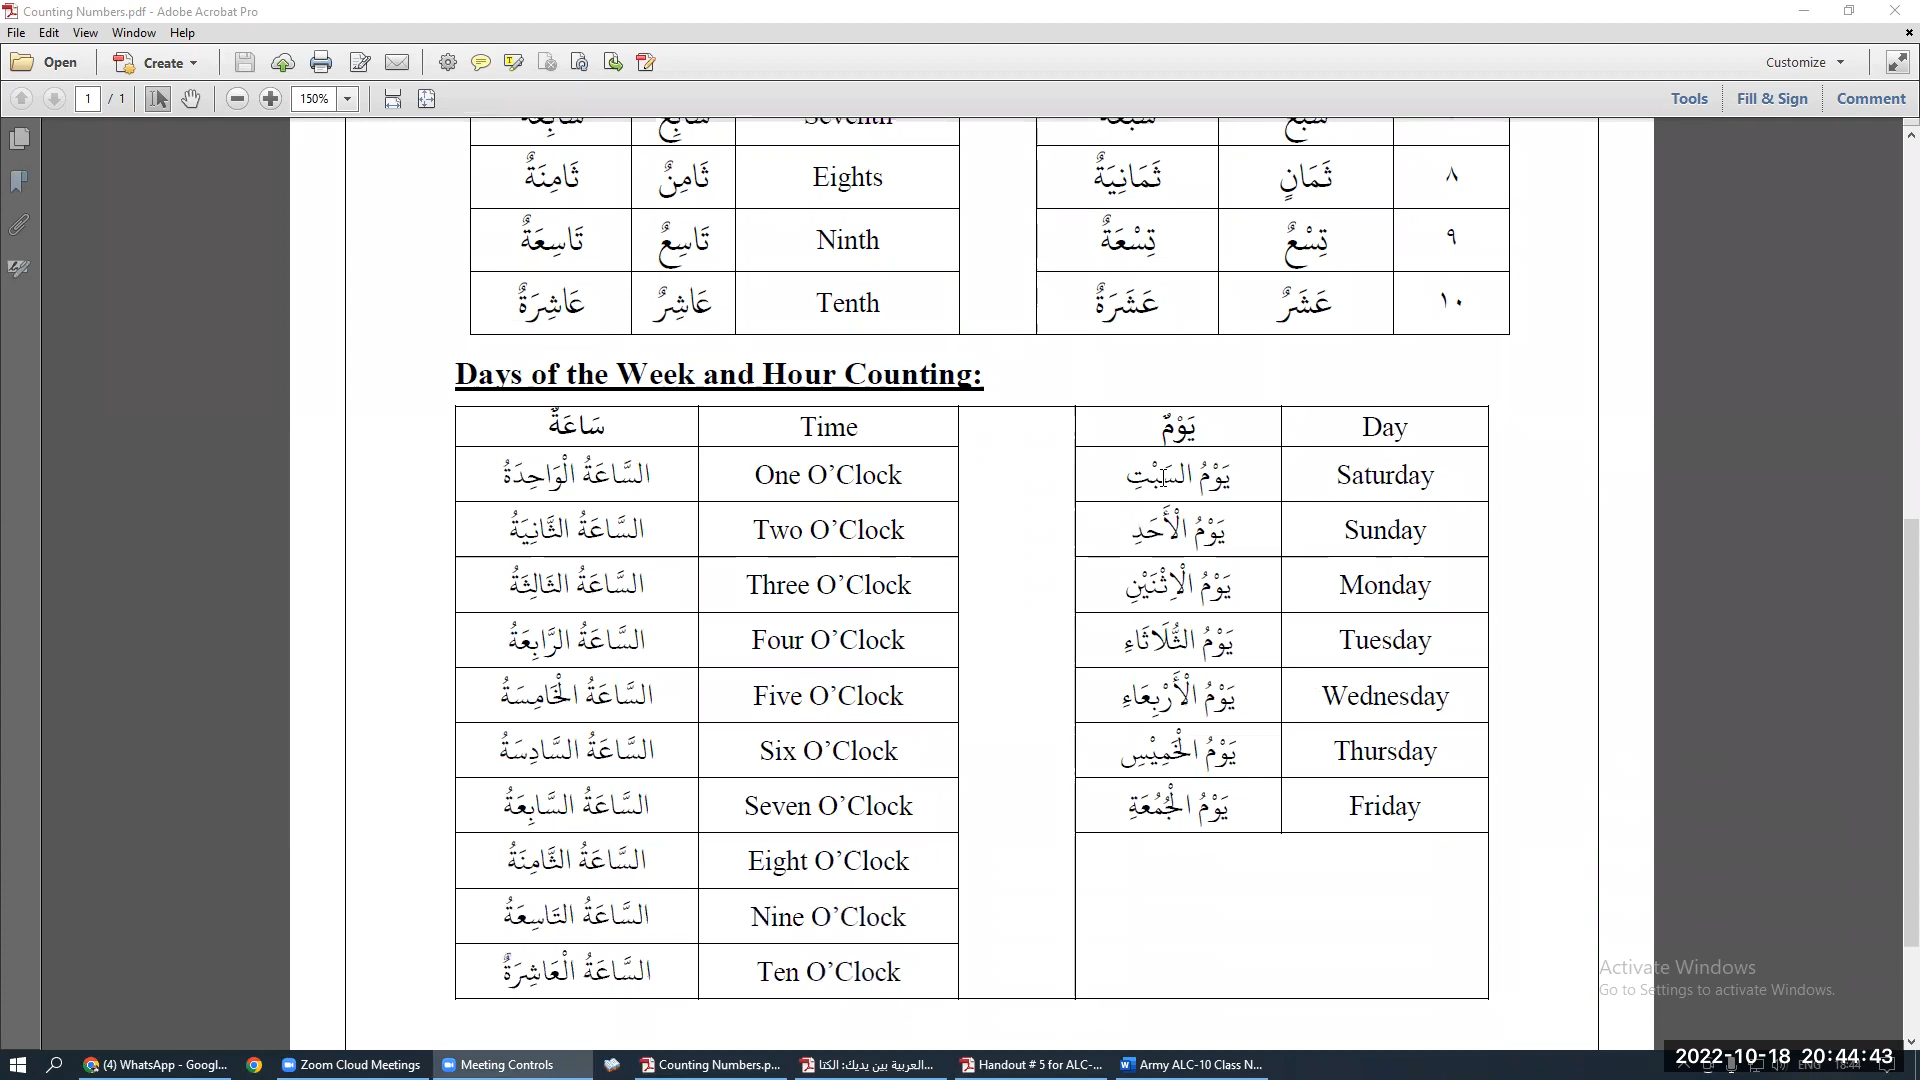 Counting Numbers.pdf - Adobe Acrobat Pro
File Edit View Window Help
Open Create Customize
1 / 1 150% Tools Fill & Sign Comment
ثَامِنَةٌ ثَامِنٌ Eights ثَمَانِيَةٌ ثَمَانٍ ٨
تَاسِعَةٌ تَاسِعٌ Ninth تِسْعَةٌ تِسْعٌ ٩
عَاشِرَةٌ عَاشِرٌ Tenth عَشَرَةٌ عَشَرٌ ١٠
Days of the Week and Hour Counting:
سَاعَةٌ Time يَوْمٌ Day
السَّاعَةُ الْوَاحِدَةُ One O’Clock يَوْمُ السَبْتِ Saturday
السَّاعَةُ الثَّانِيَةُ Two O’Clock يَوْمُ الْأَحَدِ Sunday
السَّاعَةُ الثَالِثَةُ Three O’Clock يَوْمُ الْاِثْنَيْنِ Monday
السَّاعَةُ الرَّابِعَةُ Four O’Clock يَوْمُ الثُّلَاثَاءِ Tuesday
السَّاعَةُ الْخَامِسَةُ Five O’Clock يَوْمُ الْأَرْبِعَاءِ Wednesday
السَّاعَةُ السَّادِسَةُ Six O’Clock يَوْمُ الْخَمِيْسِ Thursday
السَّاعَةُ السَّابِعَةُ Seven O’Clock يَوْمُ الْجُمُعَةِ Friday
السَّاعَةُ الثَّامِنَةُ Eight O’Clock
السَّاعَةُ التَاسِعَةُ Nine O’Clock
السَّاعَةُ الْعَاشِرَةٌ Ten O’Clock
Activate Windows
Go to Settings to activate Windows.
(4) WhatsApp - Googl... Zoom Cloud Meetings Meeting Controls Counting Numbers.p... العربية بين يديك: الكتا... Handout # 5 for ALC-... Army ALC-10 Class N...
2022-10-18 20:44:43